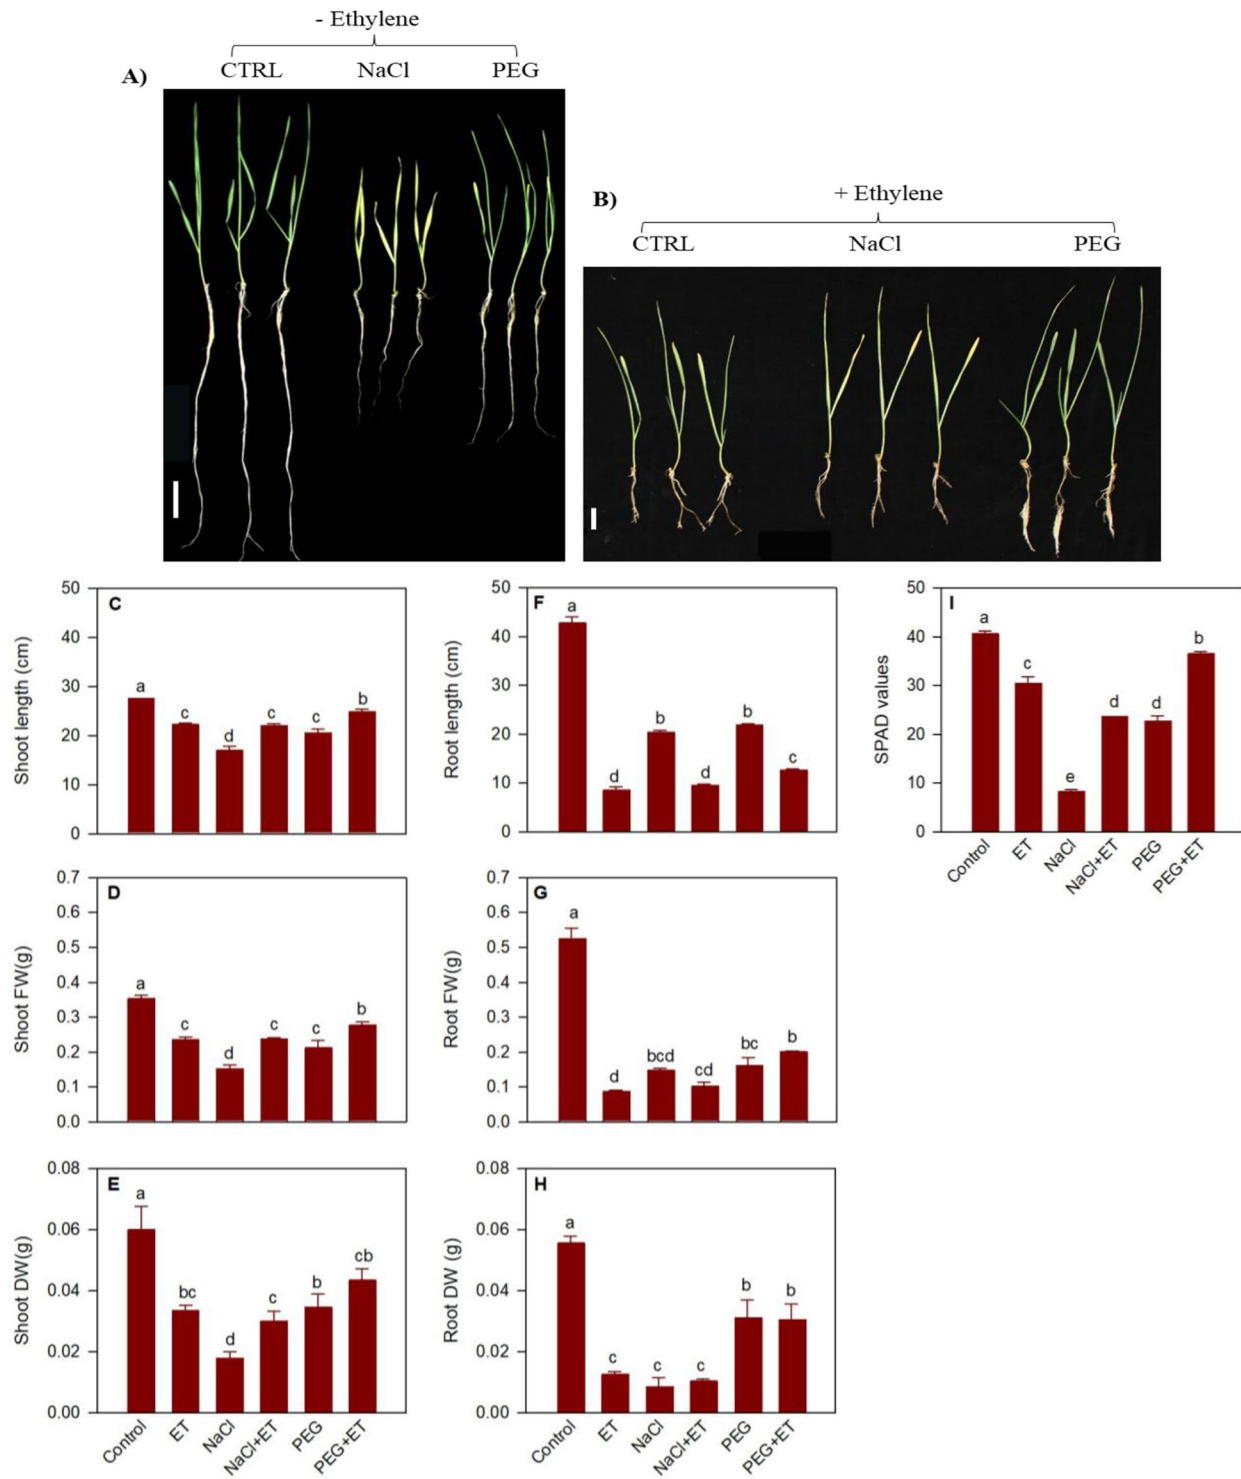 - Ethylene
A) CTRL NaCl PEG
+ Ethylene
B)
CTRL NaCl PEG
C
Shoot length (cm)
50
40
30
20
10
0
a c d c c b
F
Root length (cm)
50
40
30
20
10
0
a d b d b c
I
SPAD values
50
40
30
20
10
0
a c e d d b
Control ET NaCl NaCl+ET PEG PEG+ET
D
Shoot FW(g)
0.7
0.6
0.5
0.4
0.3
0.2
0.1
0.0
a c d c c b
G
Root FW(g)
0.7
0.6
0.5
0.4
0.3
0.2
0.1
0.0
a d bcd cd bc b
E
Shoot DW(g)
0.08
0.06
0.04
0.02
0.00
a bc d c b cb
Control ET NaCl NaCl+ET PEG PEG+ET
H
Root DW (g)
0.08
0.06
0.04
0.02
0.00
a c c c b b
Control ET NaCl NaCl+ET PEG PEG+ET